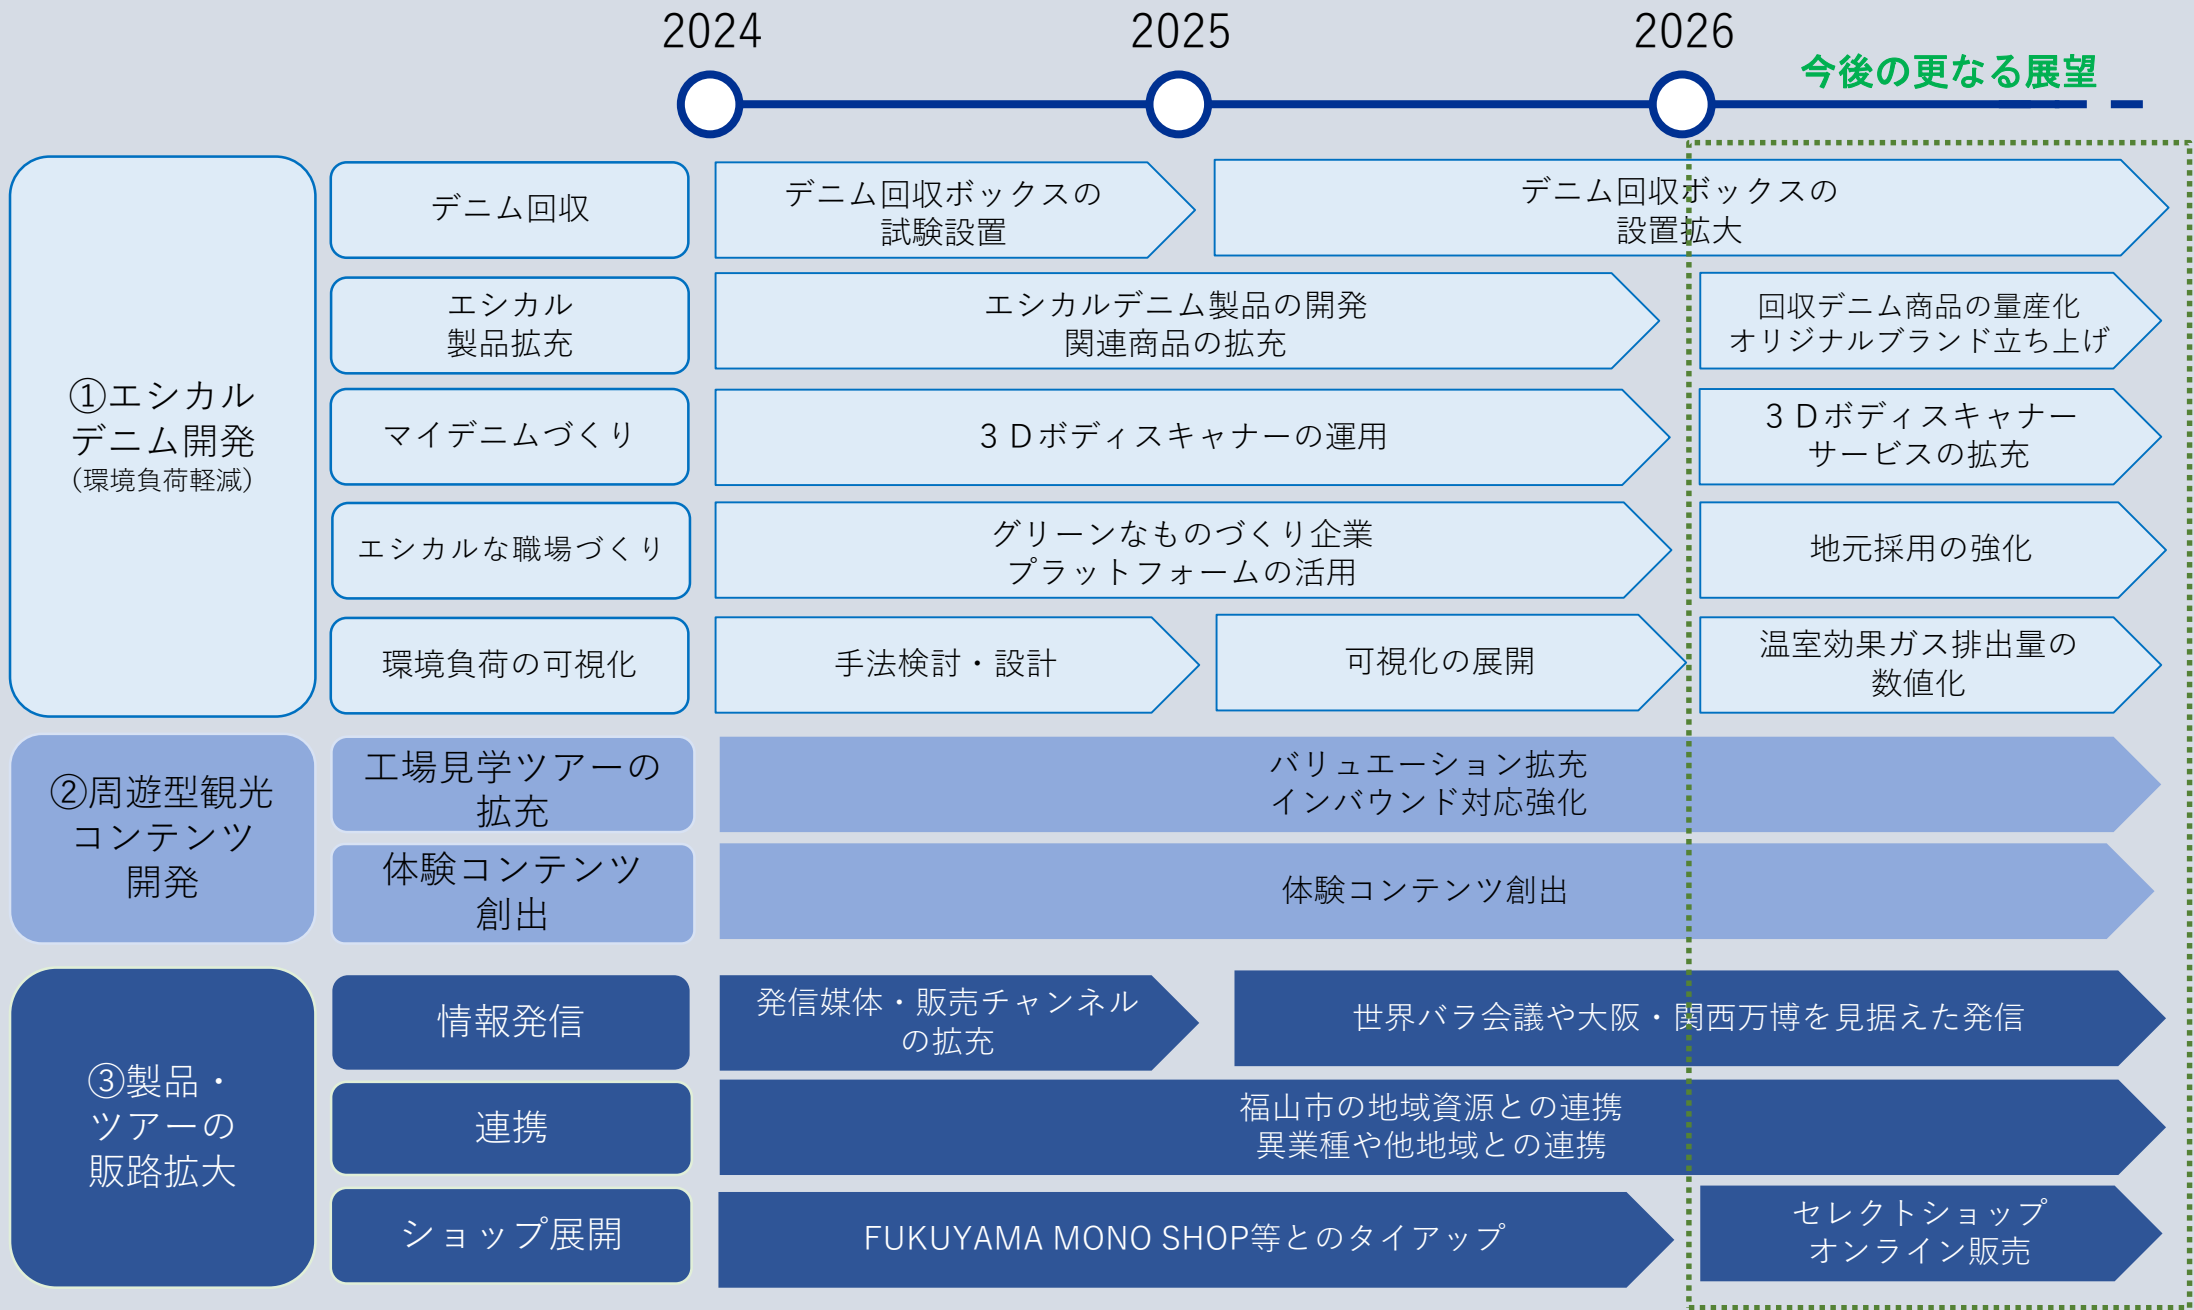 2024
2025
2026
今後の更なる展望
①エシカル
デニム開発
(環境負荷軽減)
デニム回収
デニム回収ボックスの
試験設置
デニム回収ボックスの
設置拡大
エシカル
製品拡充
エシカルデニム製品の開発
関連商品の拡充
回収デニム商品の量産化
オリジナルブランド立ち上げ
マイデニムづくり
３Ｄボディスキャナーの運用
３Ｄボディスキャナー
サービスの拡充
エシカルな職場づくり
グリーンなものづくり企業
プラットフォームの活用
地元採用の強化
環境負荷の可視化
手法検討・設計
可視化の展開
温室効果ガス排出量の
数値化
②周遊型観光
コンテンツ
開発
工場見学ツアーの
拡充
バリュエーション拡充
インバウンド対応強化
体験コンテンツ
創出
体験コンテンツ創出
③製品・
ツアーの
販路拡大
情報発信
発信媒体・販売チャンネル
の拡充
世界バラ会議や大阪・関西万博を見据えた発信
連携
福山市の地域資源との連携
異業種や他地域との連携
ショップ展開
FUKUYAMA MONO SHOP等とのタイアップ
セレクトショップ
オンライン販売